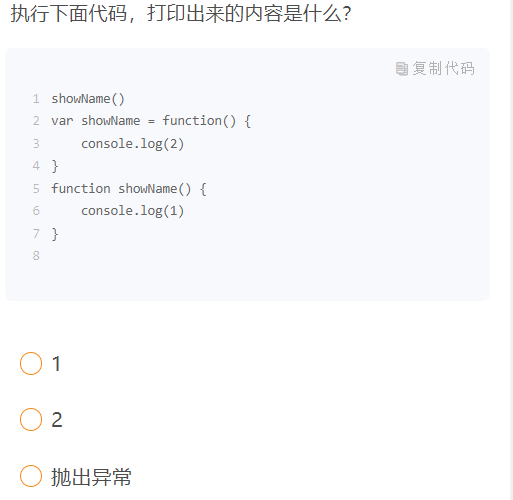 执行下面代码，打印出来的内容是什么？
复制代码
1 showName()
2 var showName = function() {
3     console.log(2)
4 }
5 function showName() {
6     console.log(1)
7 }
8
1
2
抛出异常